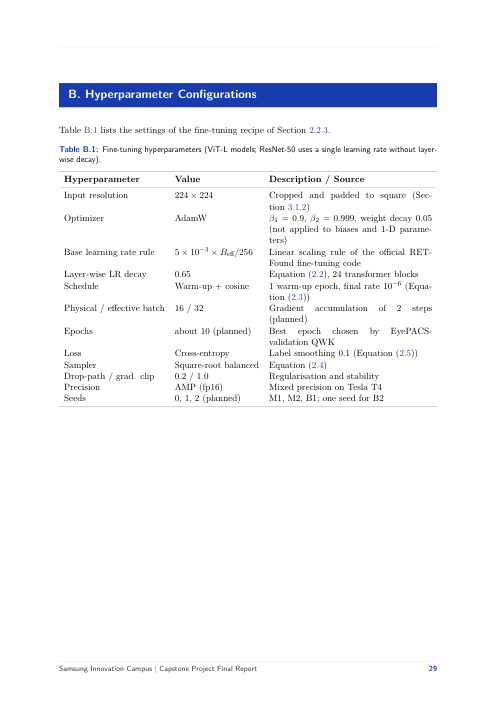 B. Hyperparameter Configurations
Table B.1 lists the settings of the fine-tuning recipe of Section 2.2.3.
Table B.1: Fine-tuning hyperparameters (ViT-L models; ResNet-50 uses a single learning rate without layer-
wise decay).
Hyperparameter Value Description / Source
Input resolution 224 × 224 Cropped and padded to square (Sec-
tion 3.1.2)
Optimizer AdamW β₁ = 0.9, β₂ = 0.999, weight decay 0.05
(not applied to biases and 1-D parame-
ters)
Base learning rate rule 5 × 10⁻³ × B_eff/256 Linear scaling rule of the official RET-
Found fine-tuning code
Layer-wise LR decay 0.65 Equation (2.2), 24 transformer blocks
Schedule Warm-up + cosine 1 warm-up epoch, final rate 10⁻⁶ (Equa-
tion (2.3))
Physical / effective batch 16 / 32 Gradient accumulation of 2 steps
(planned)
Epochs about 10 (planned) Best epoch chosen by EyePACS-
validation QWK
Loss Cross-entropy Label smoothing 0.1 (Equation (2.5))
Sampler Square-root balanced Equation (2.4)
Drop-path / grad. clip 0.2 / 1.0 Regularisation and stability
Precision AMP (fp16) Mixed precision on Tesla T4
Seeds 0, 1, 2 (planned) M1, M2, B1; one seed for B2
Samsung Innovation Campus | Capstone Project Final Report 29